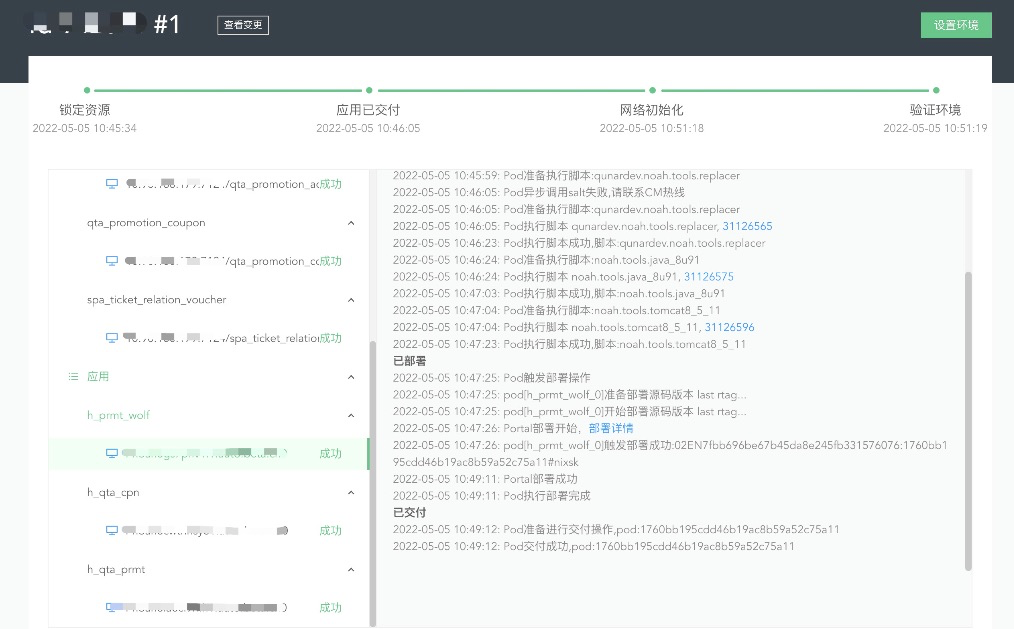 #1
查看变更
设置环境
锁定资源
2022-05-05 10:45:34
应用已交付
2022-05-05 10:46:05
网络初始化
2022-05-05 10:51:18
验证环境
2022-05-05 10:51:19
/qta_promotion_ac
成功
qta_promotion_coupon
/qta_promotion_cc
成功
spa_ticket_relation_voucher
/spa_ticket_relation
成功
应用
h_prmt_wolf
成功
h_qta_cpn
成功
h_qta_prmt
成功
2022-05-05 10:45:59: Pod准备执行脚本:qunardev.noah.tools.replacer
2022-05-05 10:46:05: Pod异步调用salt失败,请联系CM热线
2022-05-05 10:46:05: Pod准备执行脚本:qunardev.noah.tools.replacer
2022-05-05 10:46:05: Pod执行脚本 qunardev.noah.tools.replacer, 31126565
2022-05-05 10:46:23: Pod执行脚本成功,脚本:qunardev.noah.tools.replacer
2022-05-05 10:46:24: Pod准备执行脚本:noah.tools.java_8u91
2022-05-05 10:46:24: Pod执行脚本 noah.tools.java_8u91, 31126575
2022-05-05 10:47:03: Pod执行脚本成功,脚本:noah.tools.java_8u91
2022-05-05 10:47:04: Pod准备执行脚本:noah.tools.tomcat8_5_11
2022-05-05 10:47:04: Pod执行脚本 noah.tools.tomcat8_5_11, 31126596
2022-05-05 10:47:23: Pod执行脚本成功,脚本:noah.tools.tomcat8_5_11
已部署
2022-05-05 10:47:25: Pod触发部署操作
2022-05-05 10:47:25: pod[h_prmt_wolf_0]准备部署源码版本 last rtag...
2022-05-05 10:47:25: pod[h_prmt_wolf_0]开始部署源码版本 last rtag...
2022-05-05 10:47:26: Portal部署开始，部署详情
2022-05-05 10:47:26: pod[h_prmt_wolf_0]触发部署成功:02EN7fbb696be67b45da8e245fb331576076:1760bb1
95cdd46b19ac8b59a52c75a11#nixsk
2022-05-05 10:49:11: Portal部署成功
2022-05-05 10:49:11: Pod执行部署完成
已交付
2022-05-05 10:49:12: Pod准备进行交付操作,pod:1760bb195cdd46b19ac8b59a52c75a11
2022-05-05 10:49:12: Pod交付成功,pod:1760bb195cdd46b19ac8b59a52c75a11